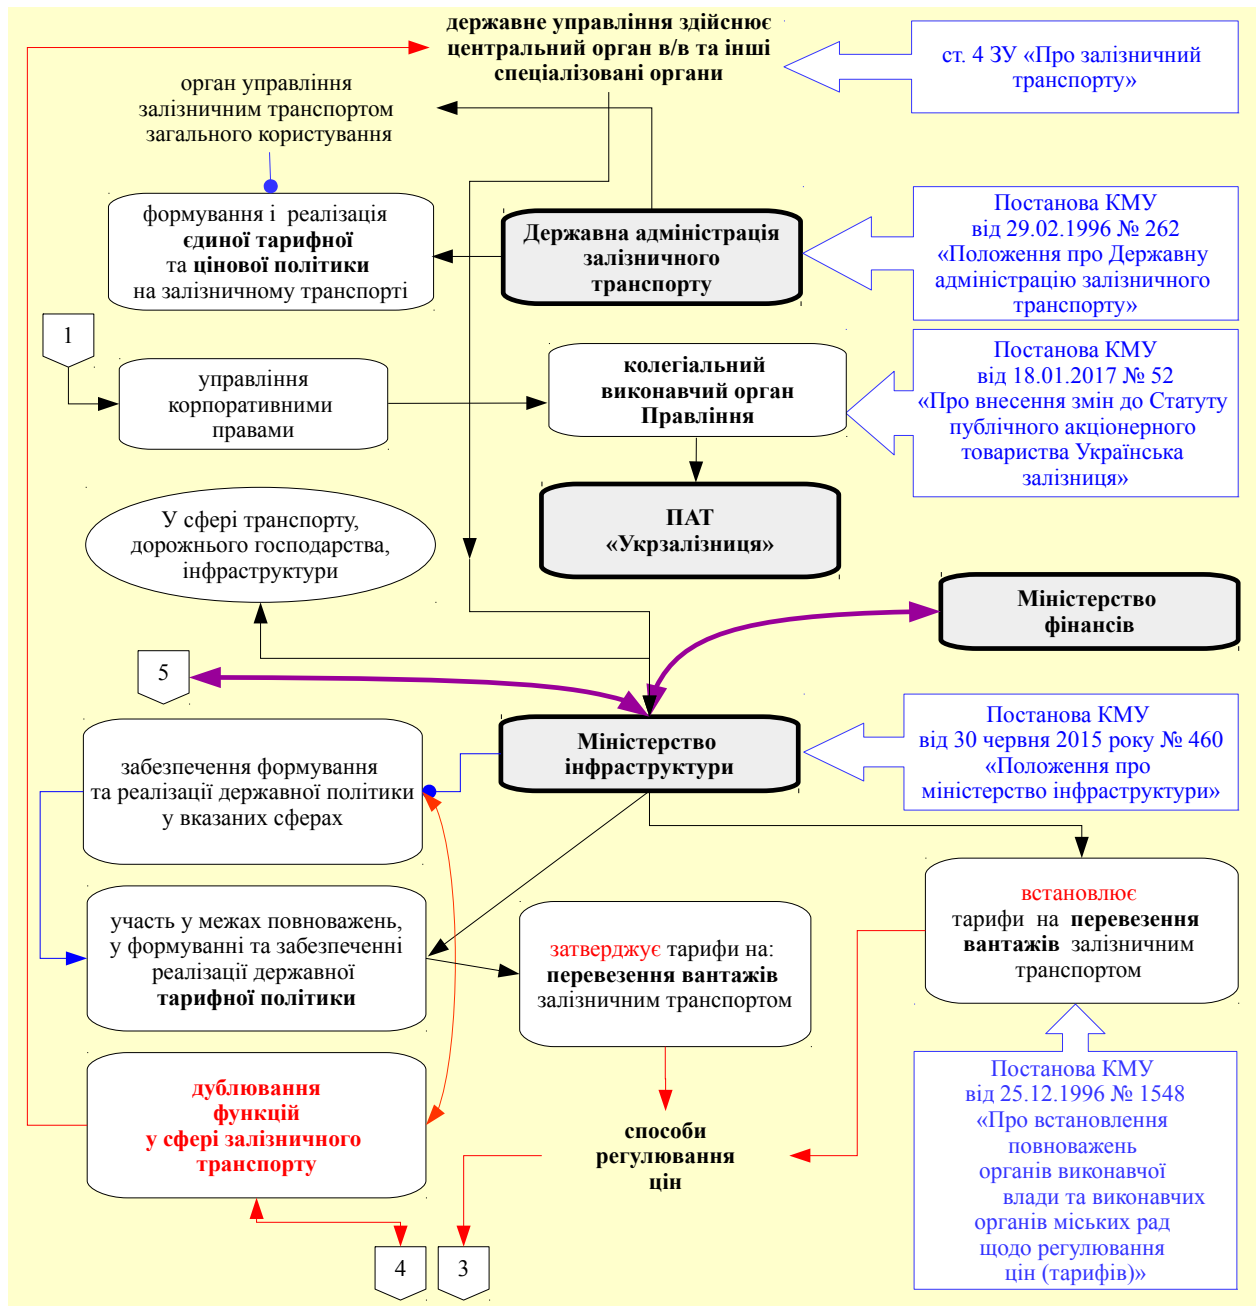 державне управління здійснює
центральний орган в/в та інші
спеціалізовані органи
ст. 4 ЗУ «Про залізничний
транспорту»
орган управління
залізничним транспортом
загального користування
формування і реалізація
єдиної тарифної
та цінової політики
на залізничному транспорті
Державна адміністрація
залізничного
транспорту
Постанова КМУ
від 29.02.1996 № 262
«Положення про Державну
адміністрацію залізничного
транспорту»
1
управління
корпоративними
правами
колегіальний
виконавчий орган
Правління
Постанова КМУ
від 18.01.2017 № 52
«Про внесення змін до Статуту
публічного акціонерного
товариства Українська
залізниця»
У сфері транспорту,
дорожнього господарства,
інфраструктури
ПАТ
«Укрзалізниця»
Міністерство
фінансів
5
Міністерство
інфраструктури
Постанова КМУ
від 30 червня 2015 року № 460
«Положення про
міністерство інфраструктури»
забезпечення формування
та реалізації державної політики
у вказаних сферах
участь у межах повноважень,
у формуванні та забезпеченні
реалізації державної
тарифної політики
затверджує тарифи на:
перевезення вантажів
залізничним транспортом
встановлює
тарифи на перевезення
вантажів залізничним
транспортом
дублювання
функцій
у сфері залізничного
транспорту
способи
регулювання
цін
Постанова КМУ
від 25.12.1996 № 1548
«Про встановлення
повноважень
органів виконавчої
влади та виконавчих
органів міських рад
щодо регулювання
цін (тарифів)»
4
3